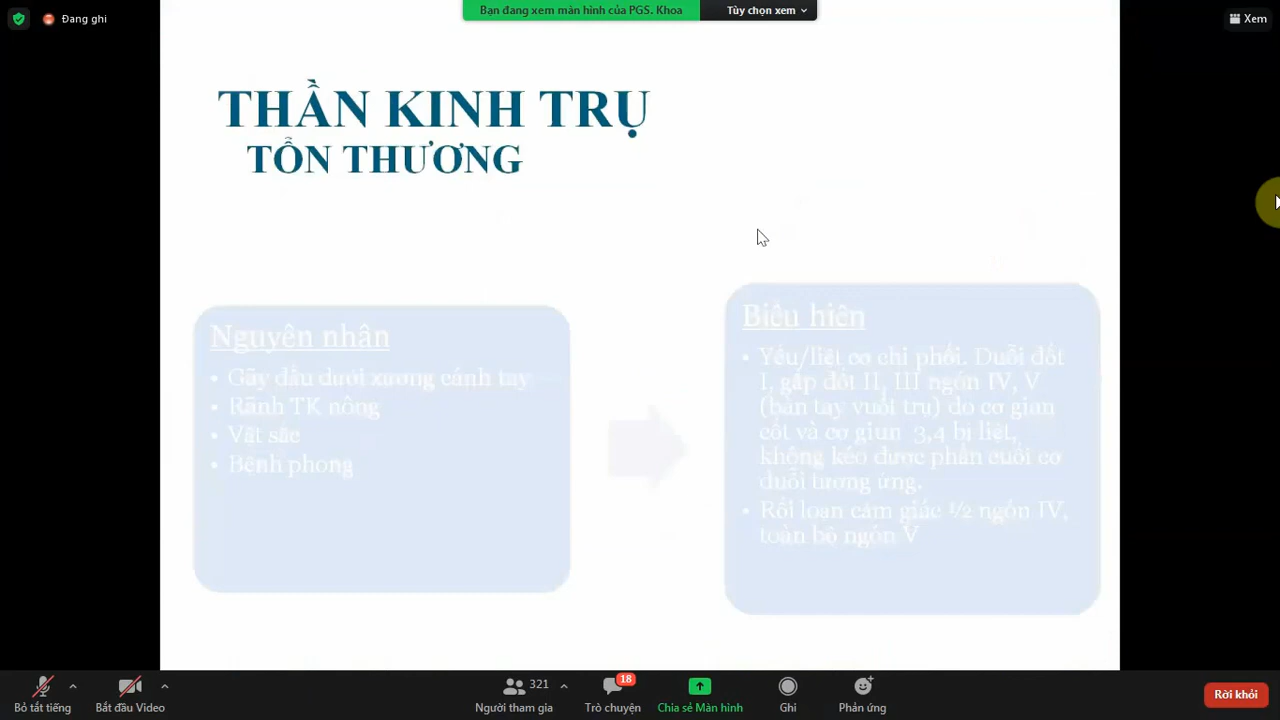 Đang ghi
Bạn đang xem màn hình của PGS. Khoa
Tùy chọn xem
Xem
THẦN KINH TRỤ
TỔN THƯƠNG
Nguyên nhân
• Gãy đầu dưới xương cánh tay
• Rãnh TK nông
• Vật sắc
• Bệnh phong
Biểu hiện
• Yếu/liệt cơ chi phối. Duỗi đốt
I, gấp đốt II, III ngón IV, V
(bàn tay vuốt trụ) do cơ gian
cốt và cơ giun 3,4 bị liệt,
không kéo được phần cuối cơ
duỗi tương ứng.
• Rối loạn cảm giác ½ ngón IV,
toàn bộ ngón V
Bỏ tắt tiếng
Bắt đầu Video
321
Người tham gia
18
Trò chuyện
Chia sẻ Màn hình
Ghi
Phản ứng
Rời khỏi